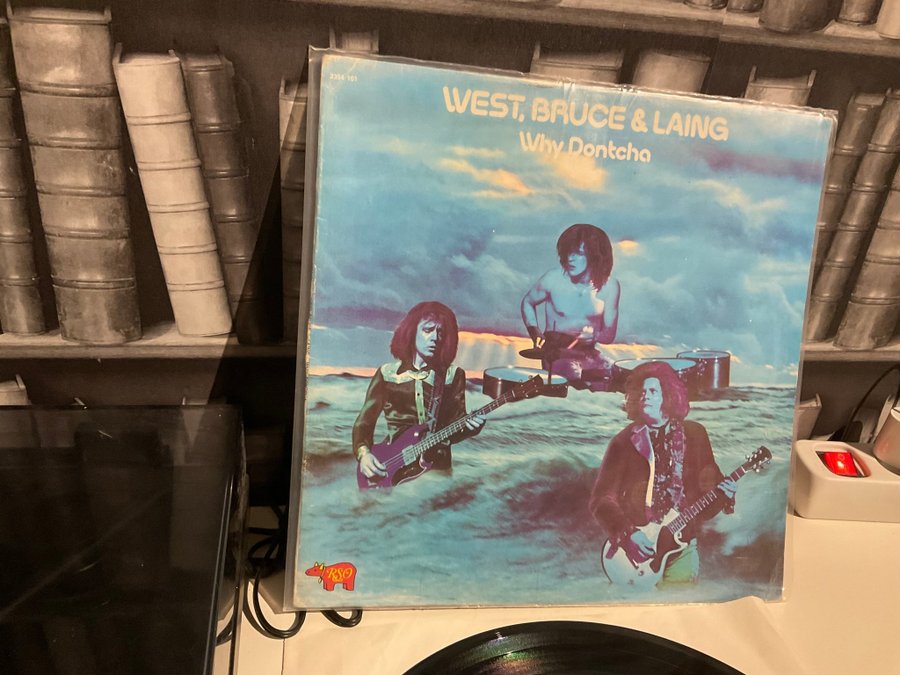 2394 101
WEST, BRUCE & LAING
Why Dontcha
RSO